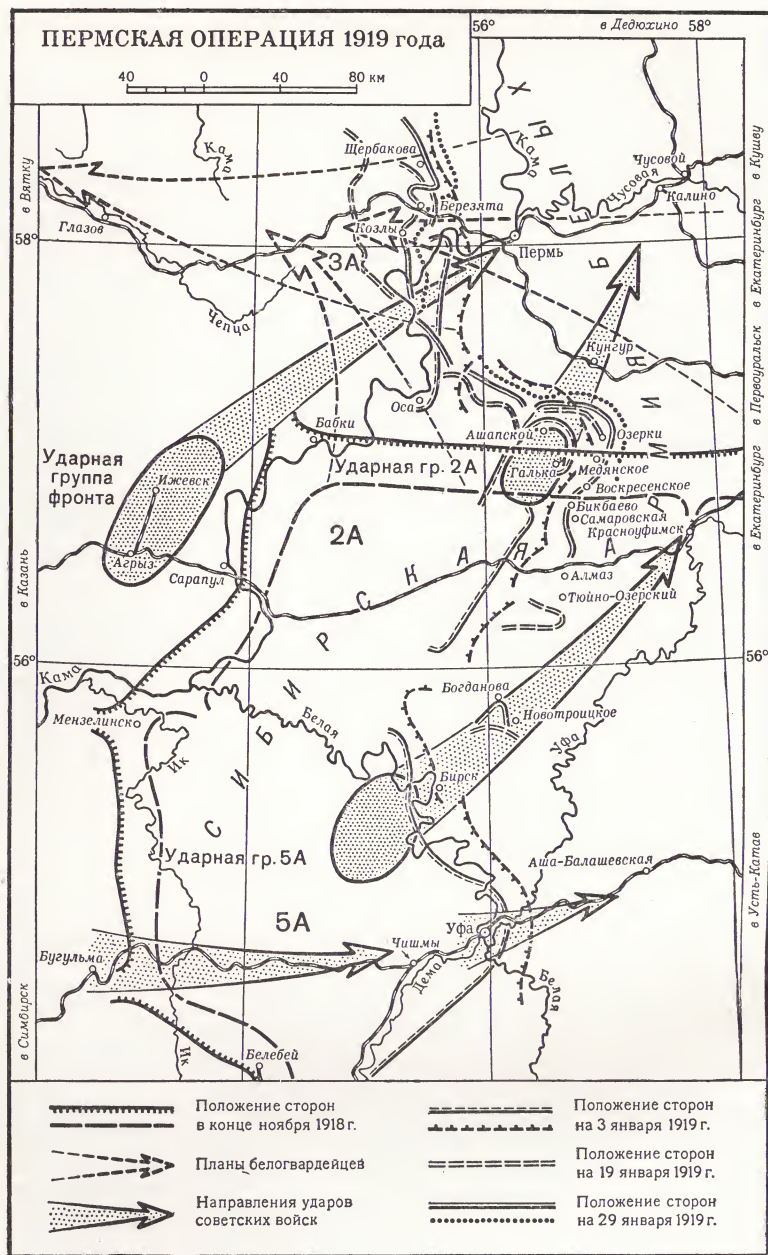 ПЕРМСКАЯ ОПЕРАЦИЯ 1919 года
40 0 40 80 км
56°
в Дедюхино
58°
в Вятку
Кама
Щербакова
Кама
Чусовой
в Кушву
Глазов
Березята
Чусовая
Калино
58°
Козлы
Пермь
в Екатеринбург
3А
Чепца
Кунгур
в Первоуральск
Оса
Бабки
Ашапской
Озерки
Ударная группа фронта
Ударная гр. 2А
Галька
Медянское
Ижевск
Воскресенское
в Екатеринбург
2А
Бикбаево
Самаровская
Красноуфимск
Агрыз
в Казань
Сарапул
Алмаз
Тюйно-Озерский
56°
56°
Кама
Богданова
Мензелинск
Белая
Новотроицкое
Ик
Уфа
Бирск
СИБИРСКАЯ АРМИЯ БЕЛЫХ
Ударная гр. 5А
Аша-Балашевская
в Усть-Катав
5А
Уфа
Бугульма
Чишмы
Дема
Белая
в Симбирск
Ик
Белебей
Положение сторон
в конце ноября 1918 г.
Планы белогвардейцев
Направления ударов
советских войск
Положение сторон
на 3 января 1919 г.
Положение сторон
на 19 января 1919 г.
Положение сторон
на 29 января 1919 г.